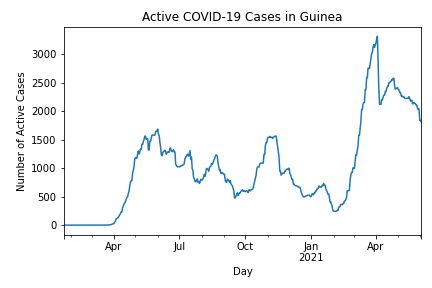 Active COVID-19 Cases in Guinea
Number of Active Cases
3000
2500
2000
1500
1000
500
0
Apr
Jul
Oct
Jan
2021
Apr
Day